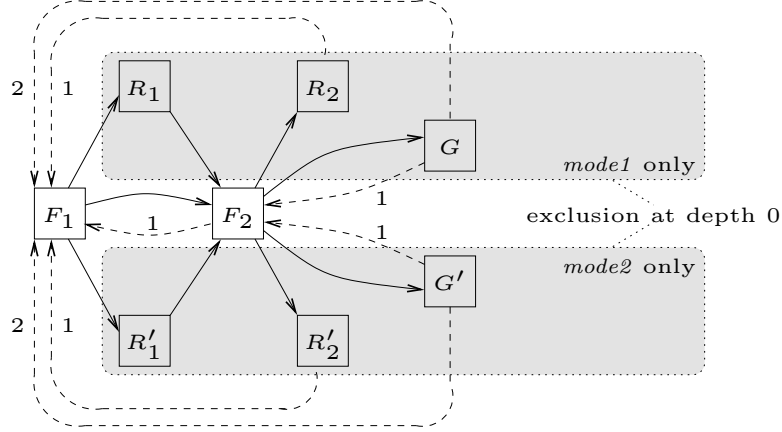 2
1
R1
R2
G
mode1 only
1
F1
1
F2
exclusion at depth 0
1
mode2 only
G′
2
1
R′1
R′2